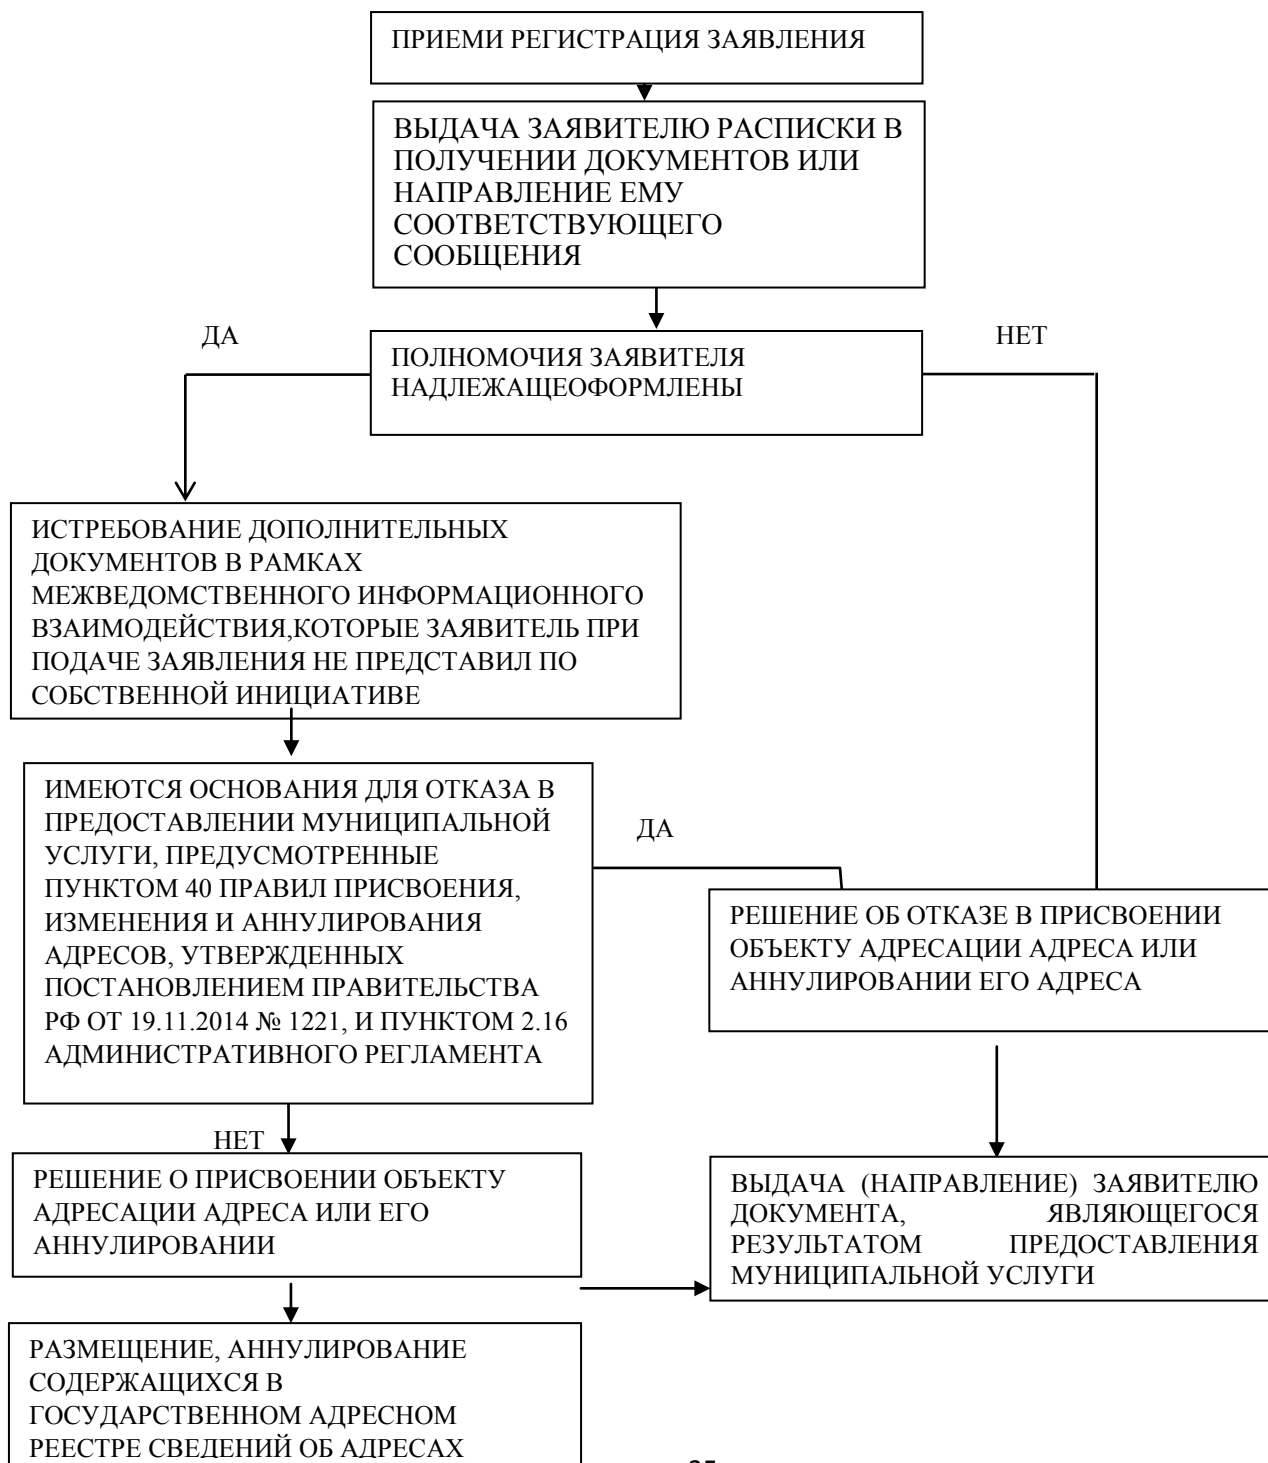 ПРИЕМИ РЕГИСТРАЦИЯ ЗАЯВЛЕНИЯ
ВЫДАЧА ЗАЯВИТЕЛЮ РАСПИСКИ В
ПОЛУЧЕНИИ ДОКУМЕНТОВ ИЛИ
НАПРАВЛЕНИЕ ЕМУ
СООТВЕТСТВУЮЩЕГО
СООБЩЕНИЯ
ДА
НЕТ
ПОЛНОМОЧИЯ ЗАЯВИТЕЛЯ
НАДЛЕЖАЩЕОФОРМЛЕНЫ
ИСТРЕБОВАНИЕ ДОПОЛНИТЕЛЬНЫХ
ДОКУМЕНТОВ В РАМКАХ
МЕЖВЕДОМСТВЕННОГО ИНФОРМАЦИОННОГО
ВЗАИМОДЕЙСТВИЯ,КОТОРЫЕ ЗАЯВИТЕЛЬ ПРИ
ПОДАЧЕ ЗАЯВЛЕНИЯ НЕ ПРЕДСТАВИЛ ПО
СОБСТВЕННОЙ ИНИЦИАТИВЕ
ИМЕЮТСЯ ОСНОВАНИЯ ДЛЯ ОТКАЗА В
ПРЕДОСТАВЛЕНИИ МУНИЦИПАЛЬНОЙ
УСЛУГИ, ПРЕДУСМОТРЕННЫЕ
ПУНКТОМ 40 ПРАВИЛ ПРИСВОЕНИЯ,
ИЗМЕНЕНИЯ И АННУЛИРОВАНИЯ
АДРЕСОВ, УТВЕРЖДЕННЫХ
ПОСТАНОВЛЕНИЕМ ПРАВИТЕЛЬСТВА
РФ ОТ 19.11.2014 № 1221, И ПУНКТОМ 2.16
АДМИНИСТРАТИВНОГО РЕГЛАМЕНТА
ДА
РЕШЕНИЕ ОБ ОТКАЗЕ В ПРИСВОЕНИИ
ОБЪЕКТУ АДРЕСАЦИИ АДРЕСА ИЛИ
АННУЛИРОВАНИИ ЕГО АДРЕСА
НЕТ
РЕШЕНИЕ О ПРИСВОЕНИИ ОБЪЕКТУ
АДРЕСАЦИИ АДРЕСА ИЛИ ЕГО
АННУЛИРОВАНИИ
ВЫДАЧА (НАПРАВЛЕНИЕ) ЗАЯВИТЕЛЮ
ДОКУМЕНТА, ЯВЛЯЮЩЕГОСЯ
РЕЗУЛЬТАТОМ ПРЕДОСТАВЛЕНИЯ
МУНИЦИПАЛЬНОЙ УСЛУГИ
РАЗМЕЩЕНИЕ, АННУЛИРОВАНИЕ
СОДЕРЖАЩИХСЯ В
ГОСУДАРСТВЕННОМ АДРЕСНОМ
РЕЕСТРЕ СВЕДЕНИЙ ОБ АДРЕСАХ